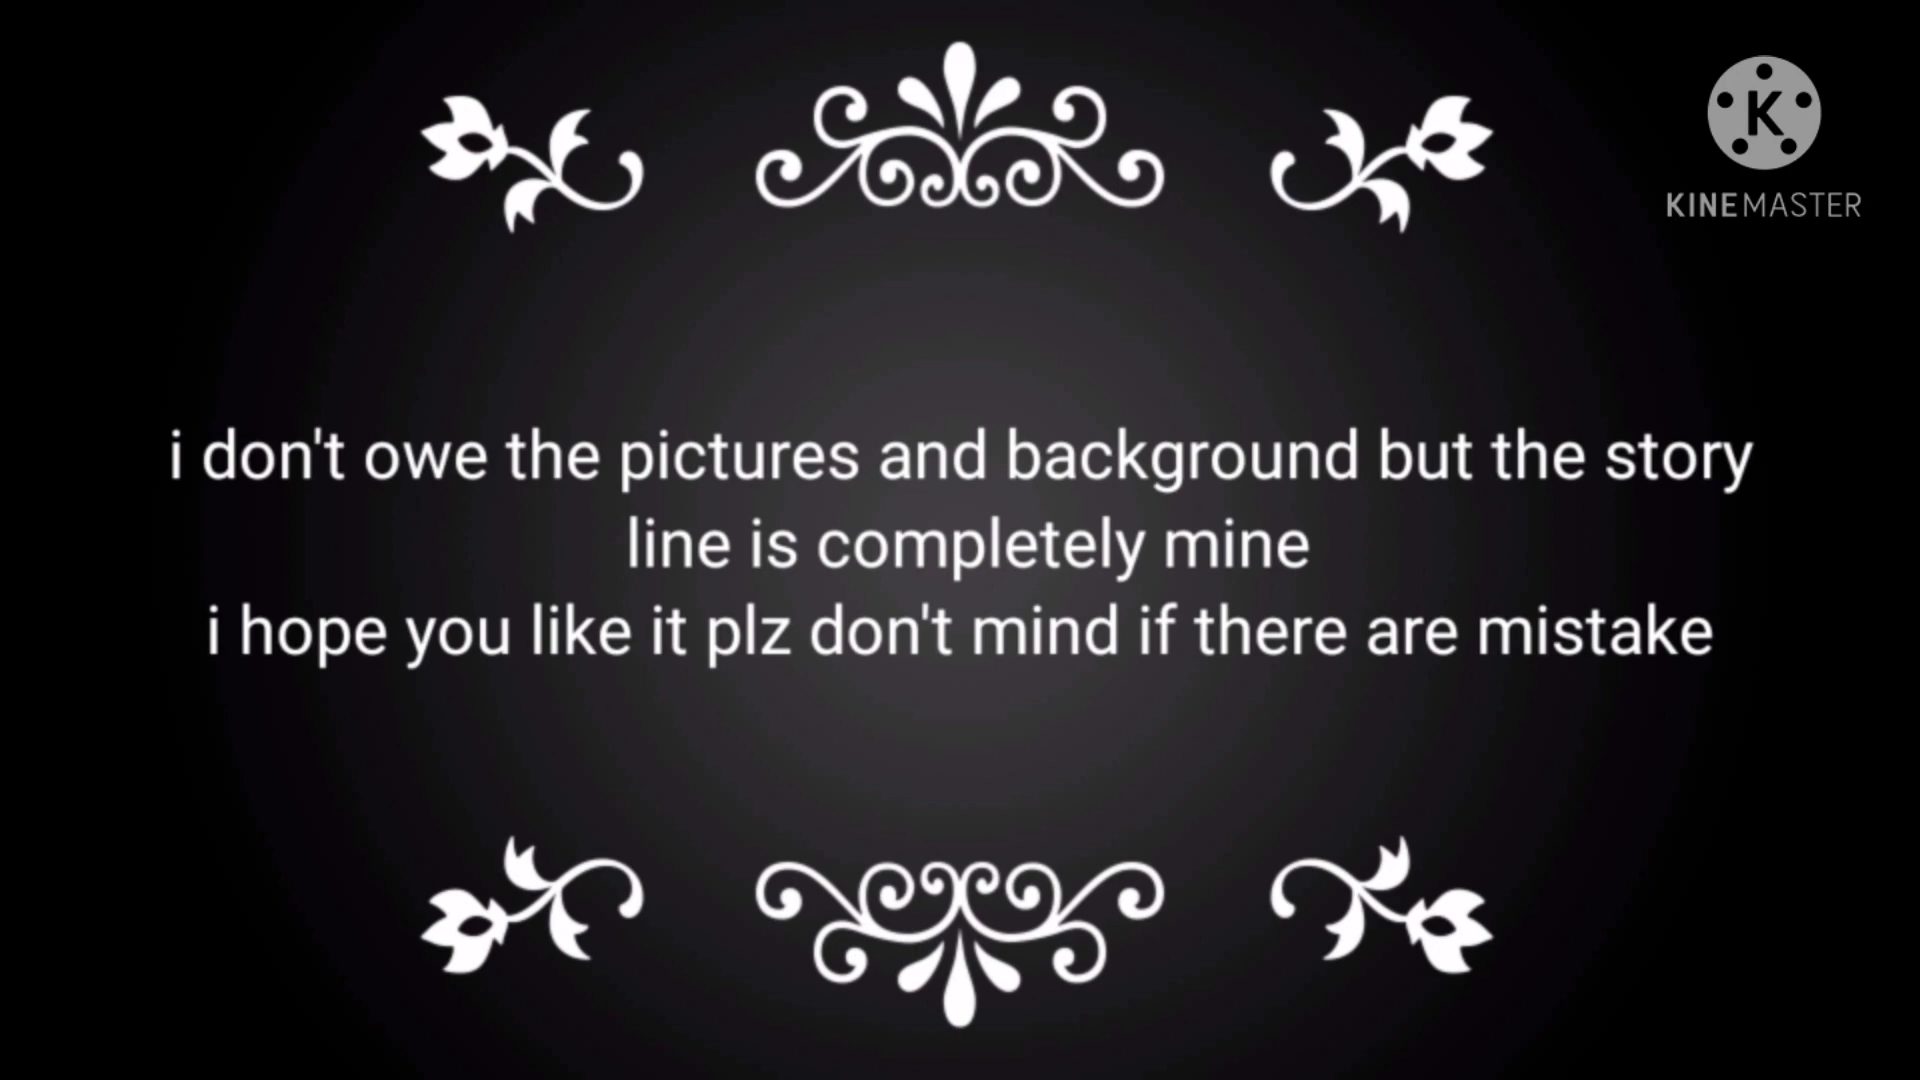 K
KINEMASTER
i don't owe the pictures and background but the story
line is completely mine
i hope you like it plz don't mind if there are mistake